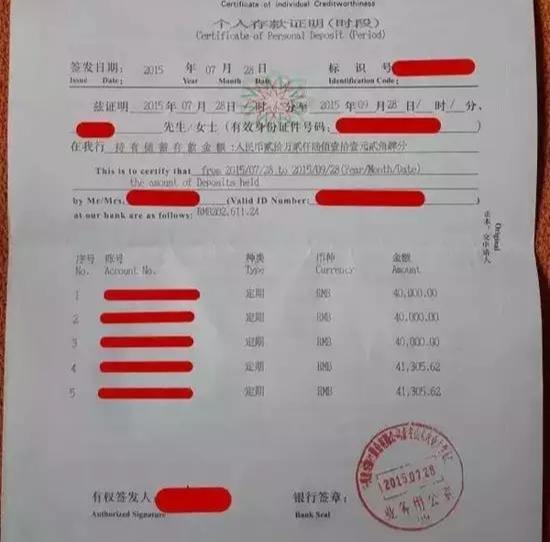 Certificate of individual Creditworthiness
个人存款证明(时段)
Certificate of Personal Deposit (Period)
签发日期: 2015 年 07 月 28 日 标 识 号
Issue Date: Year Month Date Identification Code:
兹证明 2015 年 07 月 28 日 / 时 / 分至 2015 年 09 月 28 日 / 时 / 分、
先生/女士 (有效身份证件号码:
在我行 持有储蓄存款金额:人民币贰拾万贰仟陆佰壹拾壹元贰角肆分
This is to certify that from 2015/07/28 to 2015/09/28 (Year/Month/Date)
the amount of Deposits held
by Mr/Mrs. (Valid ID Number:
at our bank are as follows: RMB202,611.24
正本:交申请人
Original
序号 账号 种类 币种 金额
No. Account No. Type Currency Amount
1 定期 RMB 40,000.00
2 定期 RMB 40,000.00
3 定期 RMB 40,000.00
4 定期 RMB 41,305.62
5 定期 RMB 41,305.62
2015.07.28
业务用公章
有权签发人 银行签章:
Authorized Signature Bank Seal